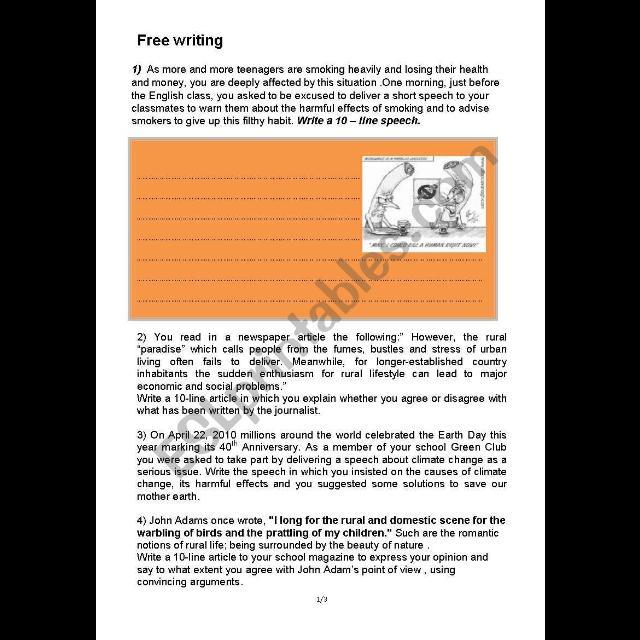 Free writing
1) As more and more teenagers are smoking heavily and losing their health
and money, you are deeply affected by this situation .One morning, just before
the English class, you asked to be excused to deliver a short speech to your
classmates to warn them about the harmful effects of smoking and to advise
smokers to give up this filthy habit. Write a 10 – line speech.
"MAN, I COULD KILL A HUMAN RIGHT NOW!"
2) You read in a newspaper article the following:" However, the rural
"paradise" which calls people from the fumes, bustles and stress of urban
living often fails to deliver. Meanwhile, for longer-established country
inhabitants the sudden enthusiasm for rural lifestyle can lead to major
economic and social problems."
Write a 10-line article in which you explain whether you agree or disagree with
what has been written by the journalist.
3) On April 22, 2010 millions around the world celebrated the Earth Day this
year marking its 40th Anniversary. As a member of your school Green Club
you were asked to take part by delivering a speech about climate change as a
serious issue. Write the speech in which you insisted on the causes of climate
change, its harmful effects and you suggested some solutions to save our
mother earth.
4) John Adams once wrote, "I long for the rural and domestic scene for the
warbling of birds and the prattling of my children." Such are the romantic
notions of rural life; being surrounded by the beauty of nature .
Write a 10-line article to your school magazine to express your opinion and
say to what extent you agree with John Adam's point of view , using
convincing arguments.
1/3
ESLprintables.com